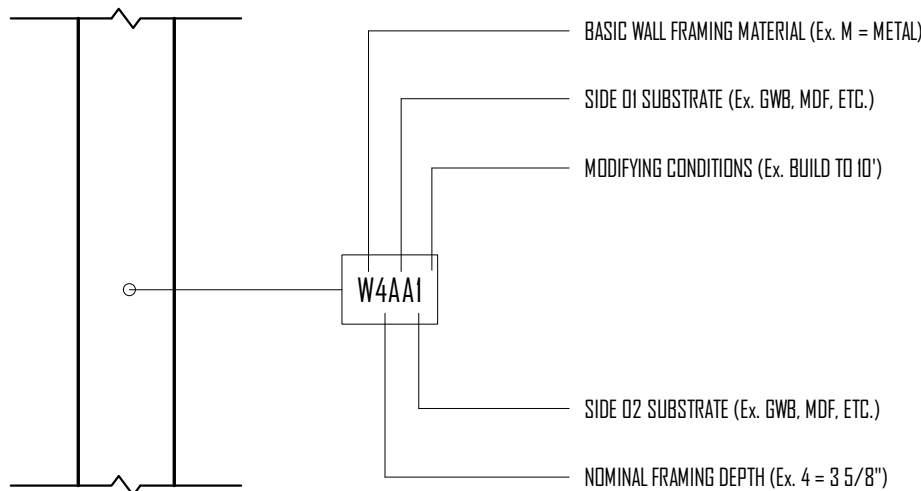 BASIC WALL FRAMING MATERIAL (Ex. M = METAL)
SIDE 01 SUBSTRATE (Ex. GWB, MDF, ETC.)
MODIFYING CONDITIONS (Ex. BUILD TO 10')
W4AA1
SIDE 02 SUBSTRATE (Ex. GWB, MDF, ETC.)
NOMINAL FRAMING DEPTH (Ex. 4 = 3 5/8")